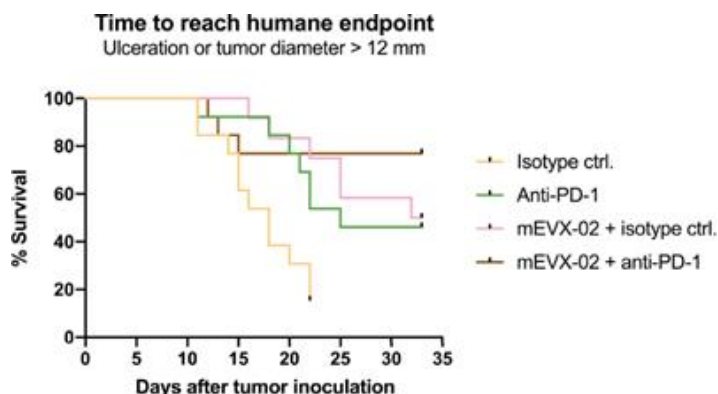 Time to reach humane endpoint
Ulceration or tumor diameter > 12 mm
100
80
60
40
20
0
% Survival
0 5 10 15 20 25 30 35
Days after tumor inoculation
Isotype ctrl.
Anti-PD-1
mEVX-02 + isotype ctrl.
mEVX-02 + anti-PD-1